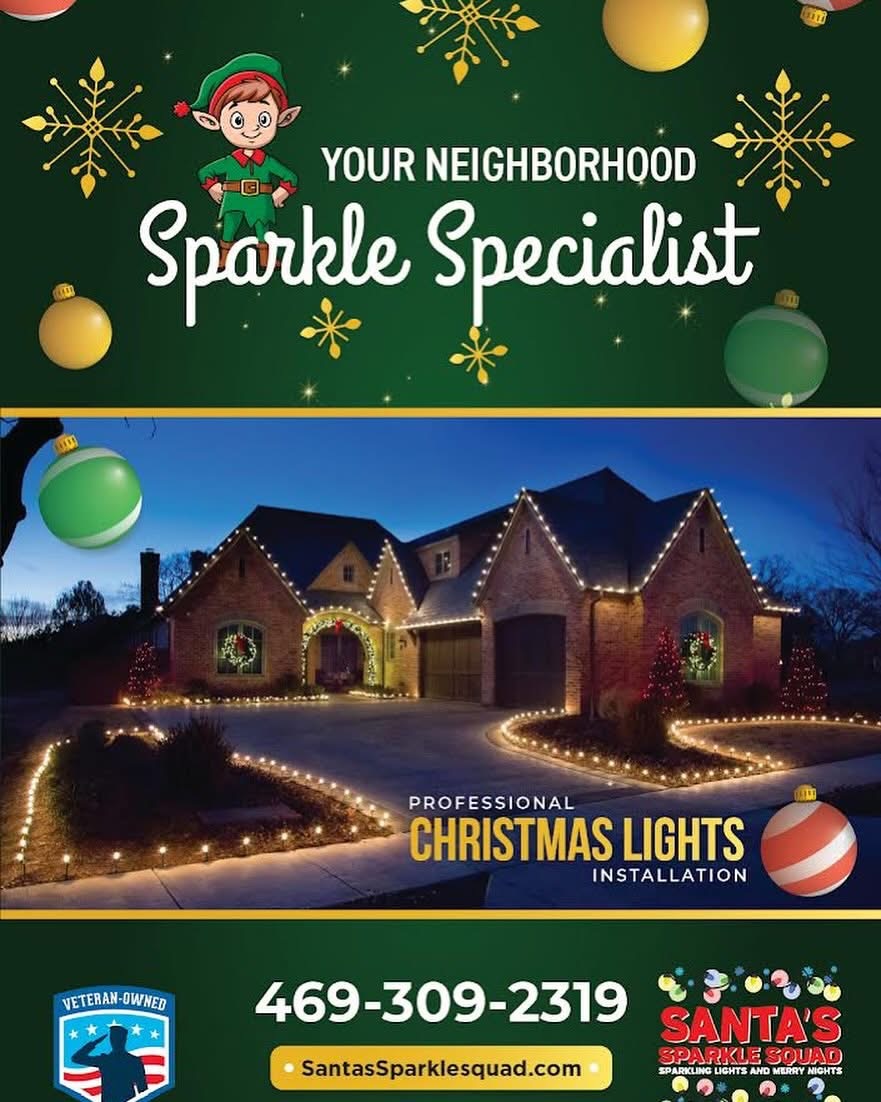 YOUR NEIGHBORHOOD
Sparkle Specialist
PROFESSIONAL
CHRISTMAS LIGHTS
INSTALLATION
VETERAN-OWNED
469-309-2319
SantasSparklesquad.com
SANTA'S
SPARKLE SQUAD
SPARKLING LIGHTS AND MERRY NIGHTS